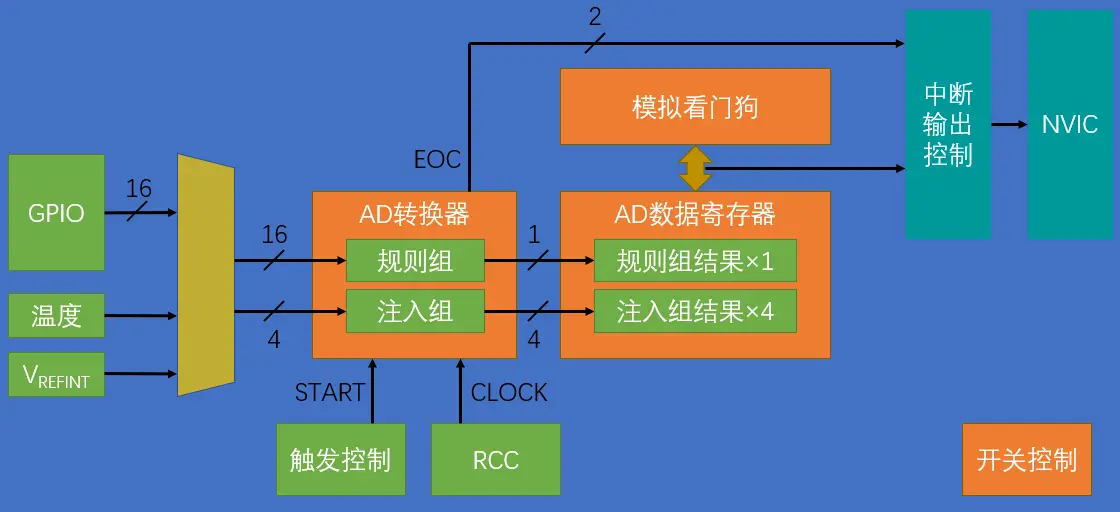 2
模拟看门狗
中断
输出
控制
NVIC
EOC
GPIO
16
AD转换器
AD数据寄存器
16
规则组
1
规则组结果×1
温度
4
注入组
4
注入组结果×4
VREFINT
START
CLOCK
触发控制
RCC
开关控制